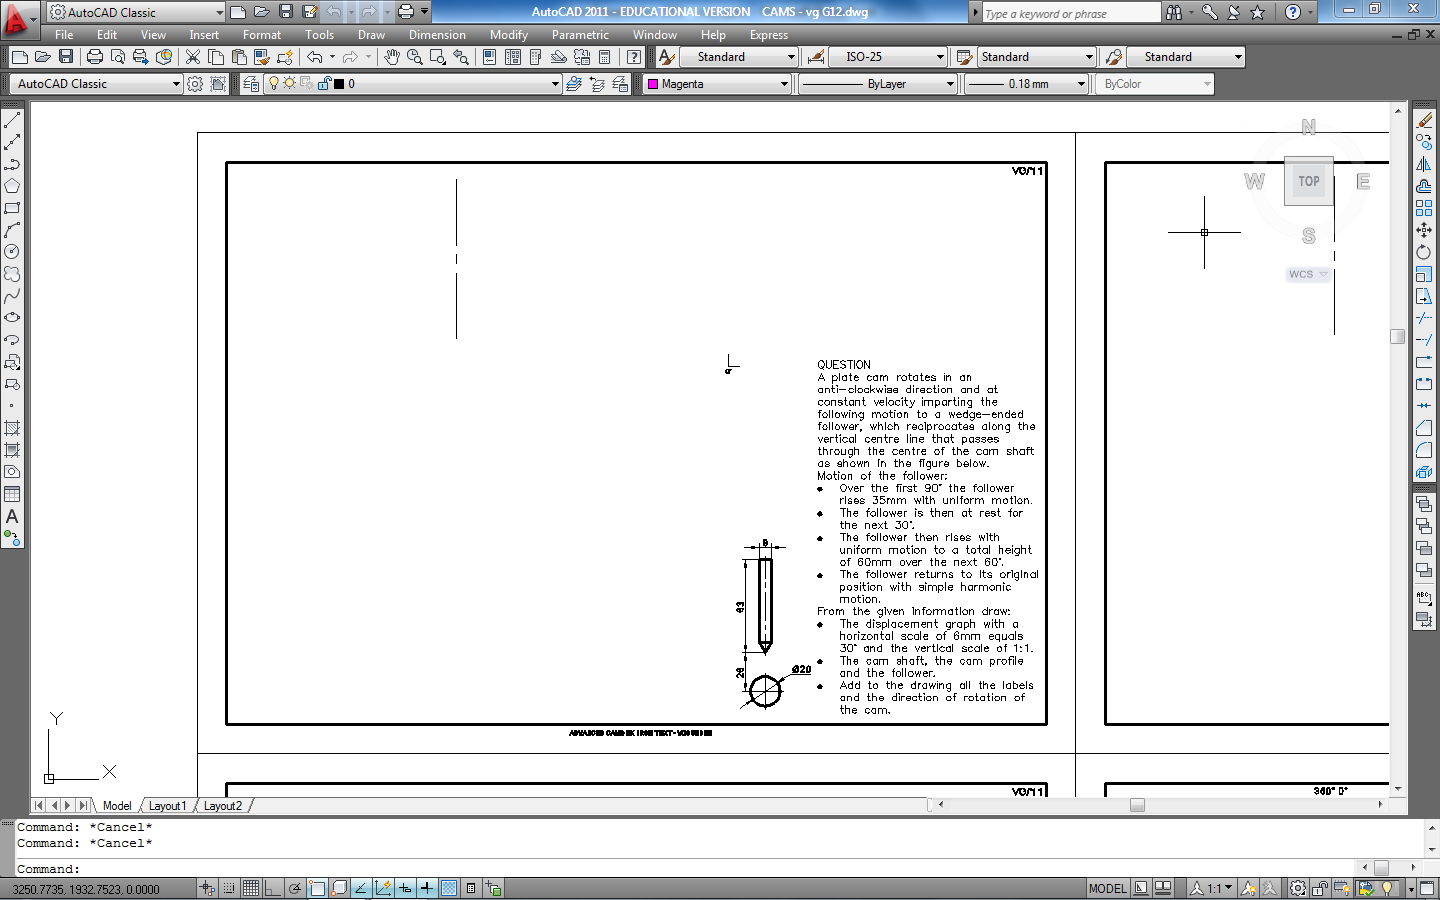 AutoCAD Classic
AutoCAD 2011 - EDUCATIONAL VERSION    CAMS - vg G12.dwg
Type a keyword or phrase
File Edit View Insert Format Tools Draw Dimension Modify Parametric Window Help Express
Standard ISO-25 Standard Standard
AutoCAD Classic 0 Magenta ByLayer 0.18 mm ByColor
N
W TOP E
S
WCS
VG/11
QUESTION
A plate cam rotates in an
anti-clockwise direction and at
constant velocity imparting the
following motion to a wedge-ended
follower, which reciprocates along the
vertical centre line that passes
through the centre of the cam shaft
as shown in the figure below.
Motion of the follower:
• Over the first 90° the follower
rises 35mm with uniform motion.
• The follower is then at rest for
the next 30°.
• The follower then rises with
uniform motion to a total height
of 60mm over the next 60°.
• The follower returns to its original
position with simple harmonic
motion.
From the given information draw:
• The displacement graph with a
horizontal scale of 6mm equals
30° and the vertical scale of 1:1.
• The cam shaft, the cam profile
and the follower.
• Add to the drawing all the labels
and the direction of rotation of
the cam.
8
63
26
Ø20
Y
X
VG/11
360° 0°
Model Layout1 Layout2
Command: *Cancel*
Command: *Cancel*
Command:
3250.7735, 1932.7523, 0.0000
MODEL
1:1